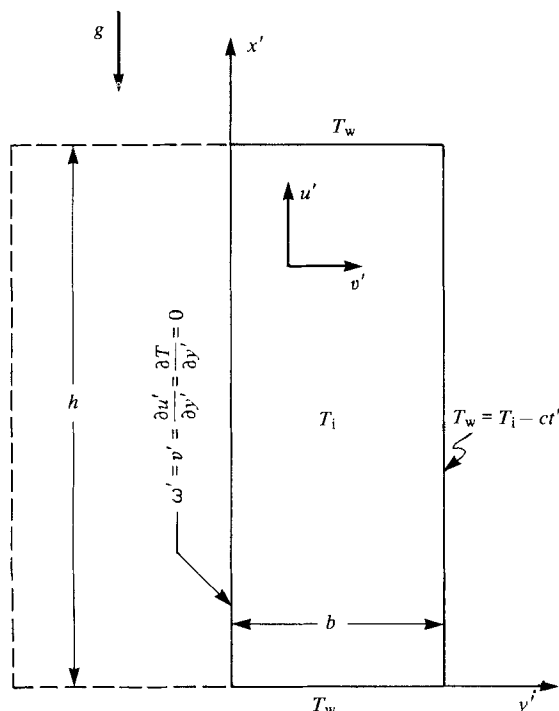 g
x'
T_w
u'
v'
h
ω' = v' = ∂u'/∂y' = ∂T/∂y' = 0
T_i
T_w = T_i − ct'
b
T_w
y'